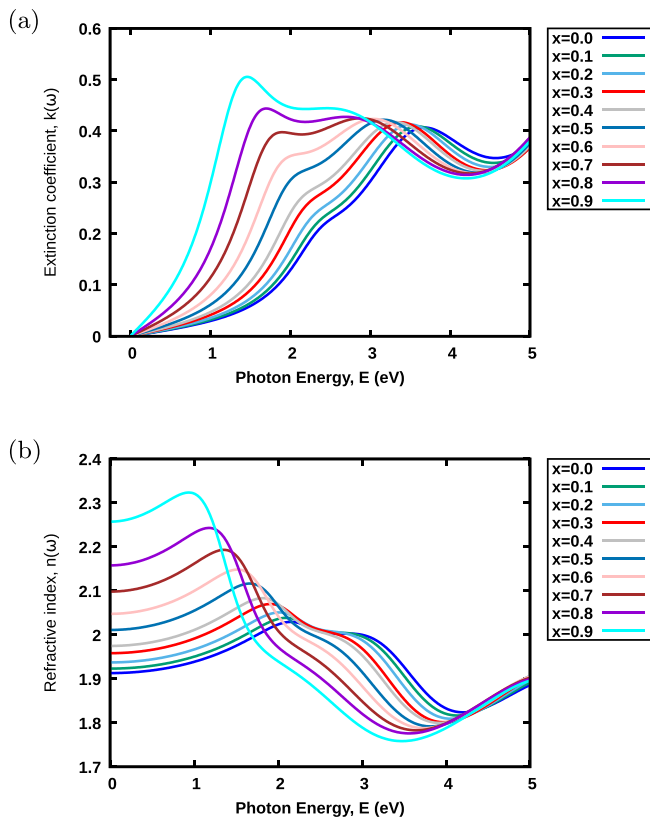 (a)
0.6
0.5
0.4
0.3
0.2
0.1
0
Extinction coefficient, k(ω)
0 1 2 3 4 5
Photon Energy, E (eV)
x=0.0
x=0.1
x=0.2
x=0.3
x=0.4
x=0.5
x=0.6
x=0.7
x=0.8
x=0.9
(b)
2.4
2.3
2.2
2.1
2
1.9
1.8
1.7
Refractive index, n(ω)
0 1 2 3 4 5
Photon Energy, E (eV)
x=0.0
x=0.1
x=0.2
x=0.3
x=0.4
x=0.5
x=0.6
x=0.7
x=0.8
x=0.9